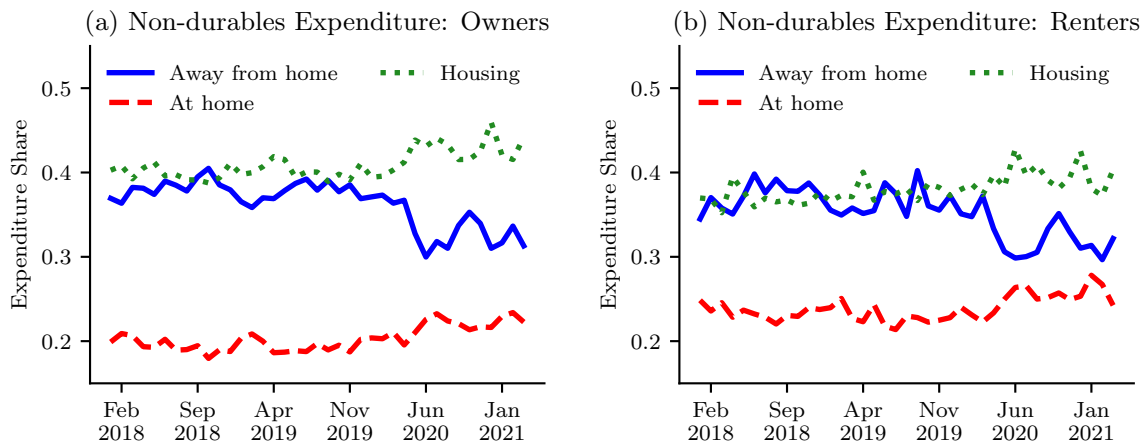 (a) Non-durables Expenditure: Owners
Away from home
Housing
At home
Expenditure Share
0.5
0.4
0.3
0.2
Feb
2018
Sep
2018
Apr
2019
Nov
2019
Jun
2020
Jan
2021
(b) Non-durables Expenditure: Renters
Away from home
Housing
At home
Expenditure Share
0.5
0.4
0.3
0.2
Feb
2018
Sep
2018
Apr
2019
Nov
2019
Jun
2020
Jan
2021